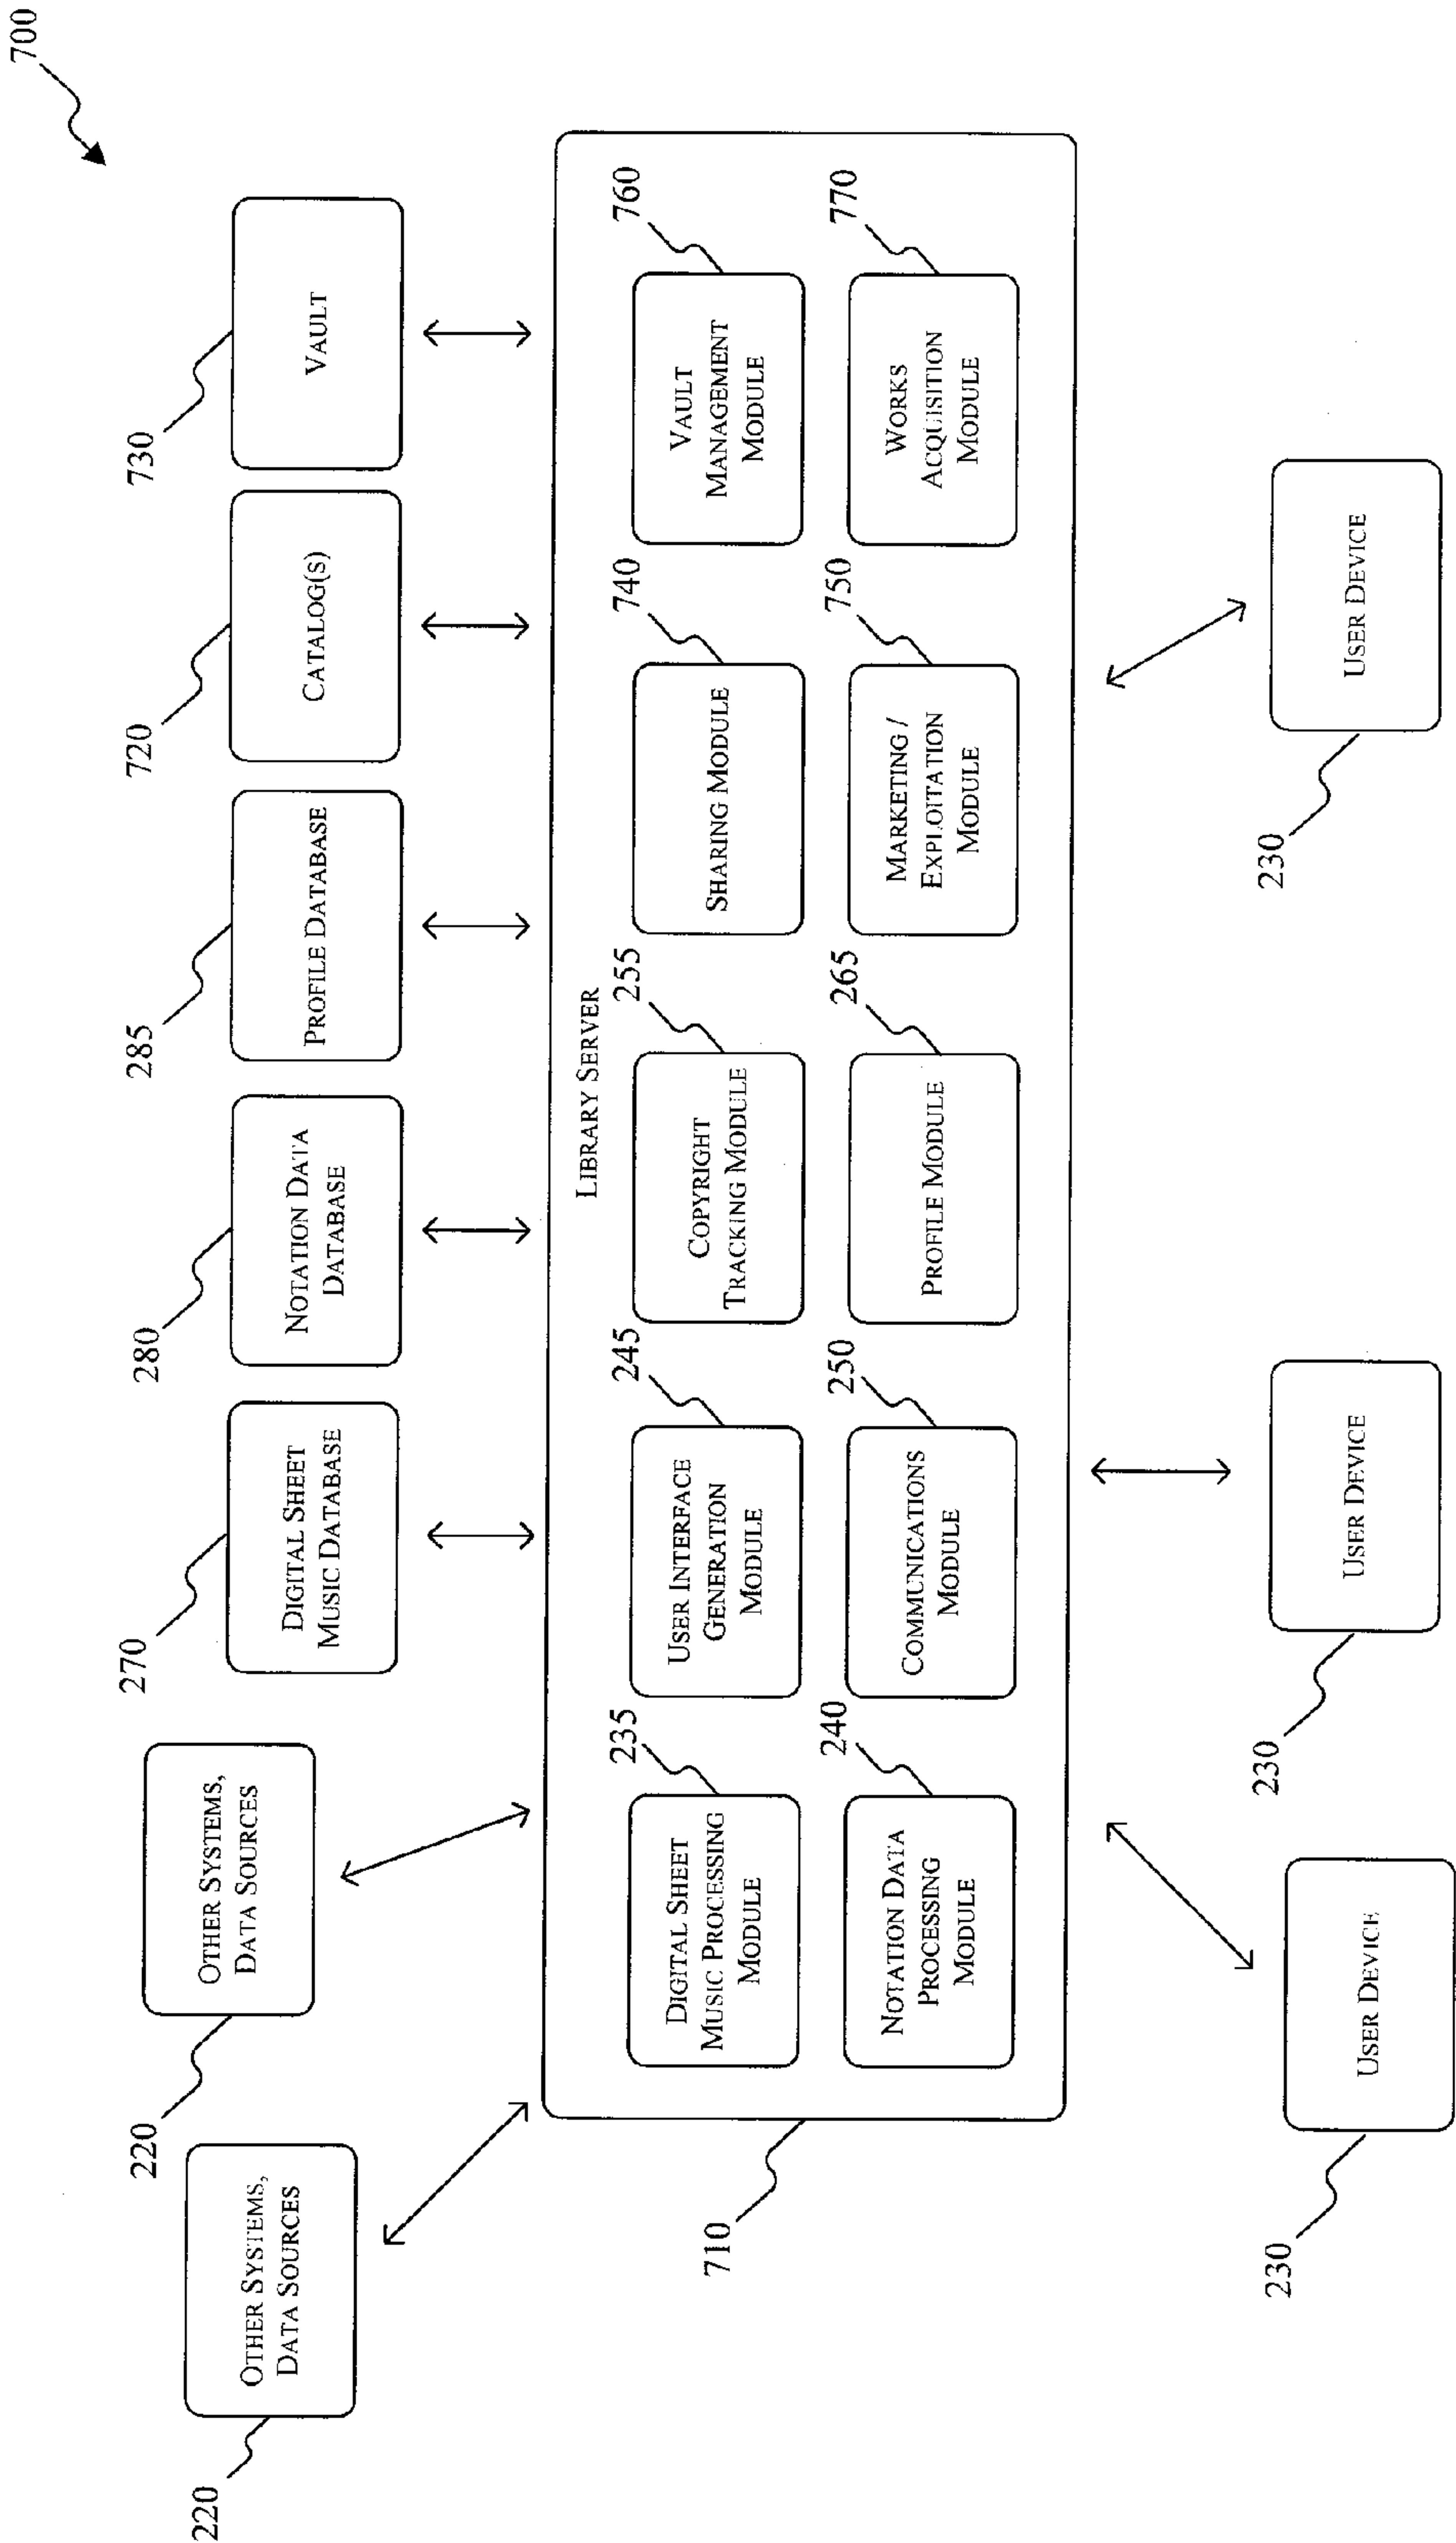 700
220
OTHER SYSTEMS,
DATA SOURCES
220
OTHER SYSTEMS,
DATA SOURCES
270
DIGITAL SHEET
MUSIC DATABASE
280
NOTATION DATA
DATABASE
285
PROFILE DATABASE
720
CATALOG(S)
730
VAULT
710
LIBRARY SERVER
235
DIGITAL SHEET
MUSIC PROCESSING
MODULE
245
USER INTERFACE
GENERATION
MODULE
255
COPYRIGHT
TRACKING MODULE
740
SHARING MODULE
760
VAULT
MANAGEMENT
MODULE
240
NOTATION DATA
PROCESSING
MODULE
250
COMMUNICATIONS
MODULE
265
PROFILE MODULE
750
MARKETING /
EXPLOITATION
MODULE
770
WORKS
ACQUISITION
MODULE
230
USER DEVICE
230
USER DEVICE
230
USER DEVICE